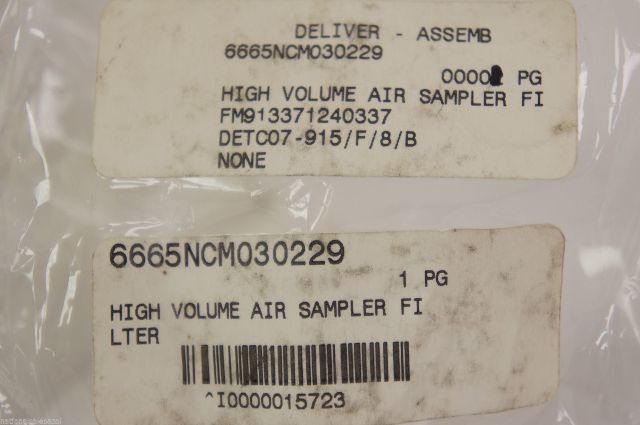 DELIVER - ASSEMB
6665NCM030229
PG
HIGH VOLUME AIR SAMPLER FI
FM913371240337
DETC07-915/F/8/B
NONE
6665NCM030229
1 PG
HIGH VOLUME AIR SAMPLER FI
LTER
^I0000015723